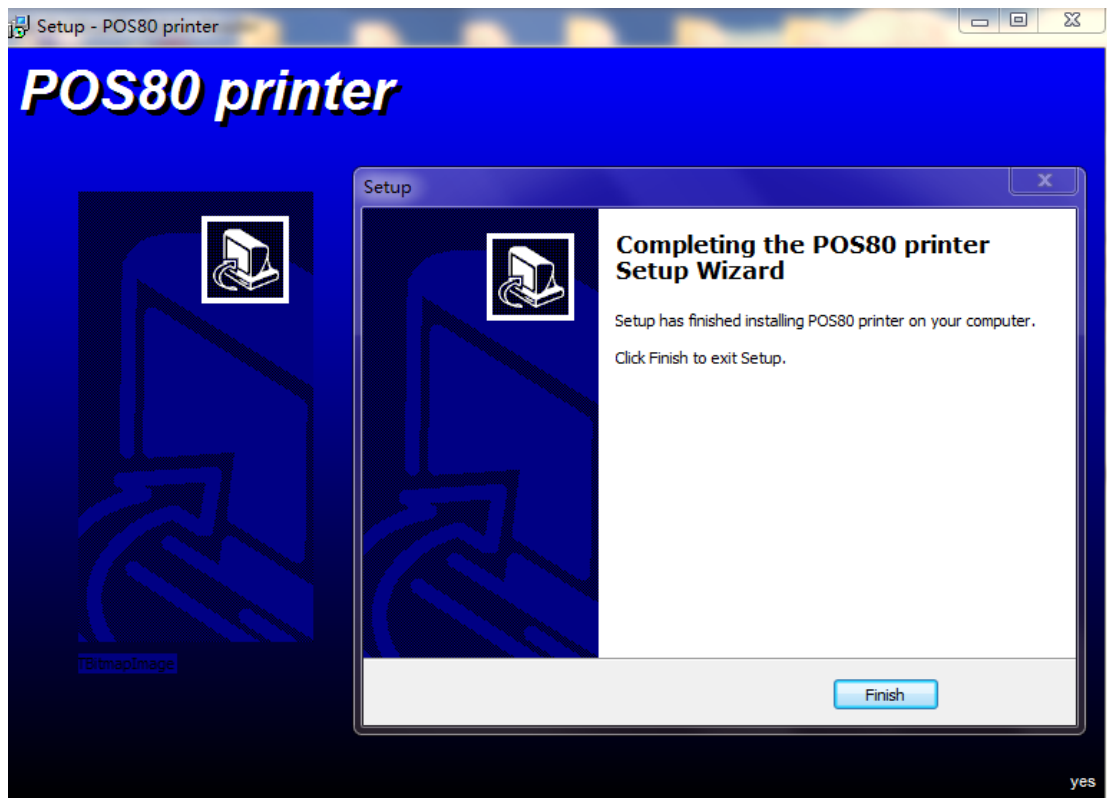 Setup - POS80 printer
POS80 printer
Setup
Completing the POS80 printer
Setup Wizard
Setup has finished installing POS80 printer on your computer.
Click Finish to exit Setup.
TBitmapImage
Finish
yes